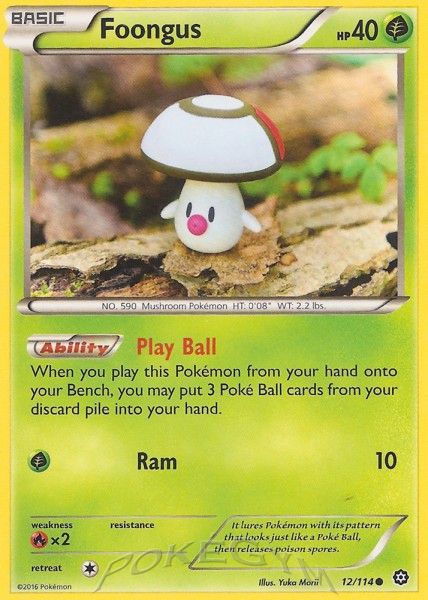 BASIC
Foongus
HP 40
NO. 590 Mushroom Pokémon HT: 0'08" WT: 2.2 lbs.
Ability Play Ball
When you play this Pokémon from your hand onto
your Bench, you may put 3 Poké Ball cards from your
discard pile into your hand.
Ram 10
weakness resistance
×2
It lures Pokémon with its pattern
that looks just like a Poké Ball,
then releases poison spores.
retreat
POKEGYM
©2016 Pokémon
Illus. Yuka Morii
12/114